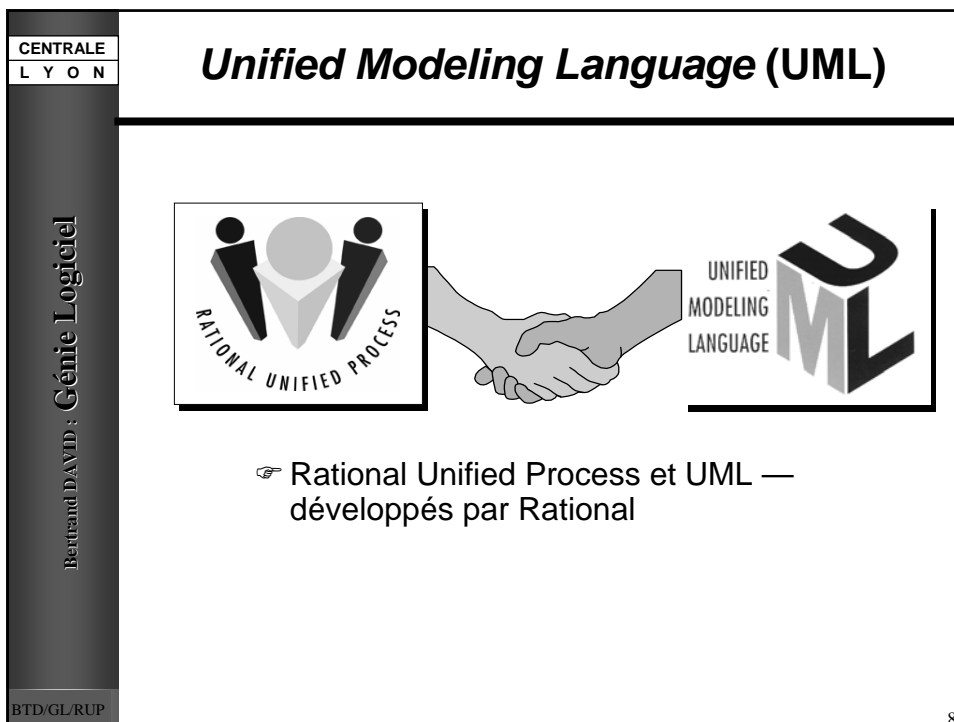 CENTRALE
L Y O N
Unified Modeling Language (UML)
Bertrand DAVID : Génie Logiciel
RATIONAL UNIFIED PROCESS
UNIFIED
MODELING
LANGUAGE
UML
☞ Rational Unified Process et UML —
développés par Rational
BTD/GL/RUP
8